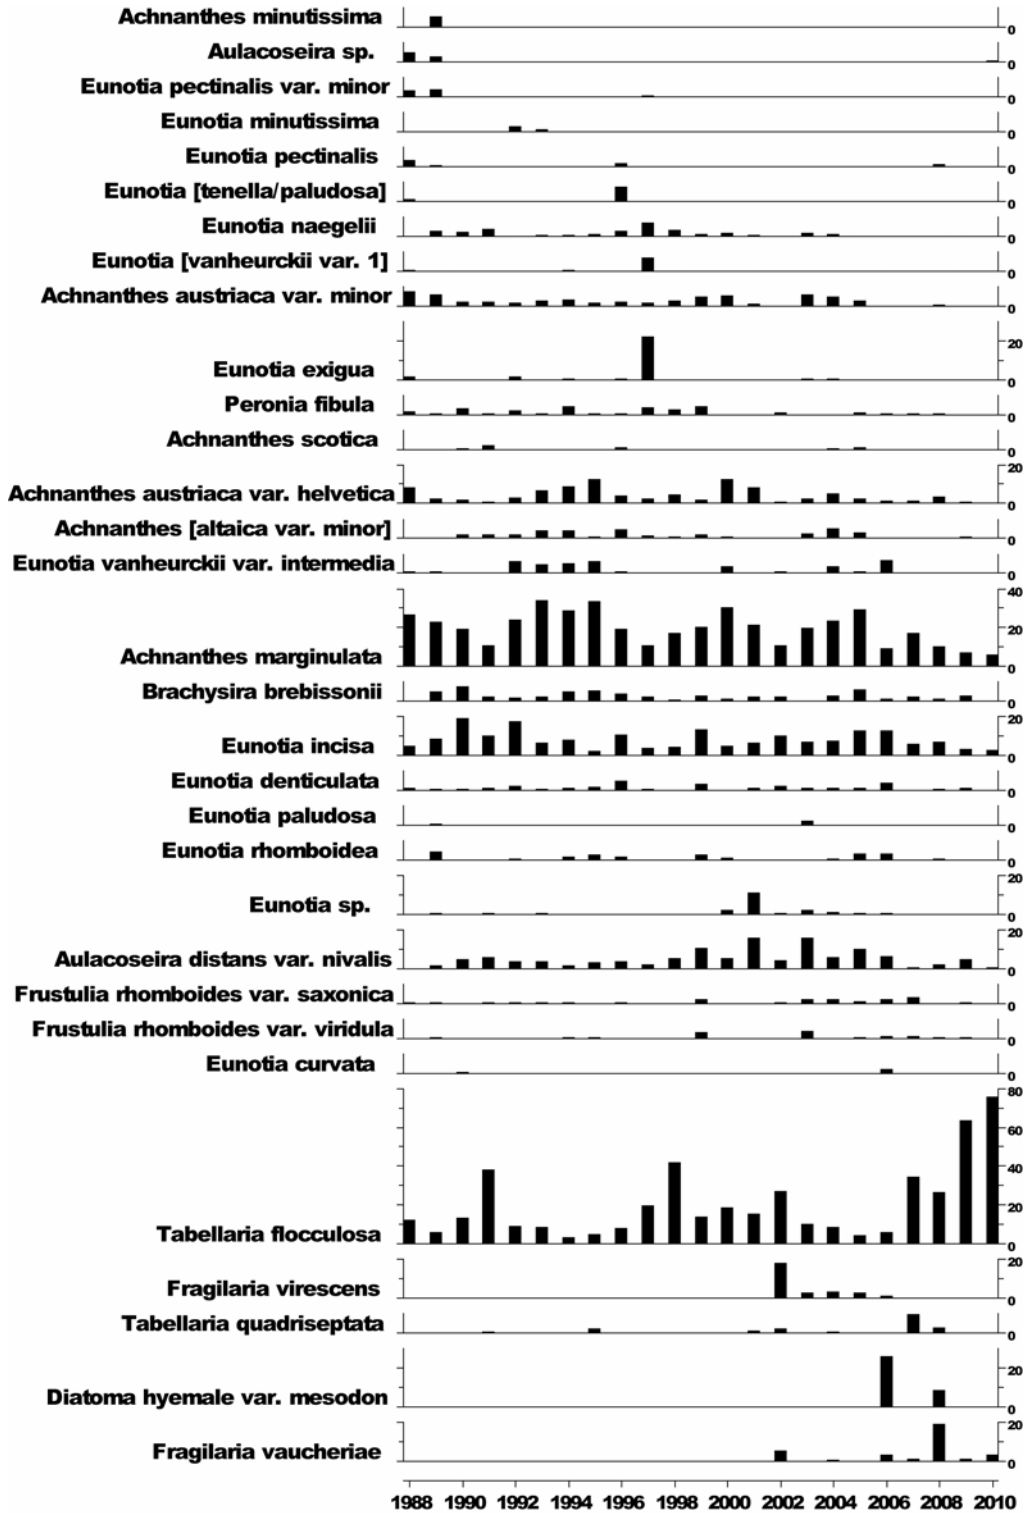 Achnanthes minutissima 0
Aulacoseira sp. 0
Eunotia pectinalis var. minor 0
Eunotia minutissima 0
Eunotia pectinalis 0
Eunotia [tenella/paludosa] 0
Eunotia naegelii 0
Eunotia [vanheurckii var. 1] 0
Achnanthes austriaca var. minor 0
20
Eunotia exigua 0
Peronia fibula 0
Achnanthes scotica 0
20
Achnanthes austriaca var. helvetica 0
Achnanthes [altaica var. minor] 0
Eunotia vanheurckii var. intermedia 0
40
20
Achnanthes marginulata 0
Brachysira brebissonii 0
20
Eunotia incisa 0
Eunotia denticulata 0
Eunotia paludosa 0
Eunotia rhomboidea 0
20
Eunotia sp. 0
20
Aulacoseira distans var. nivalis 0
Frustulia rhomboides var. saxonica 0
Frustulia rhomboides var. viridula 0
Eunotia curvata 0
80
60
40
20
Tabellaria flocculosa 0
20
Fragilaria virescens 0
Tabellaria quadriseptata 0
20
Diatoma hyemale var. mesodon 0
20
Fragilaria vaucheriae 0
1988 1990 1992 1994 1996 1998 2000 2002 2004 2006 2008 2010